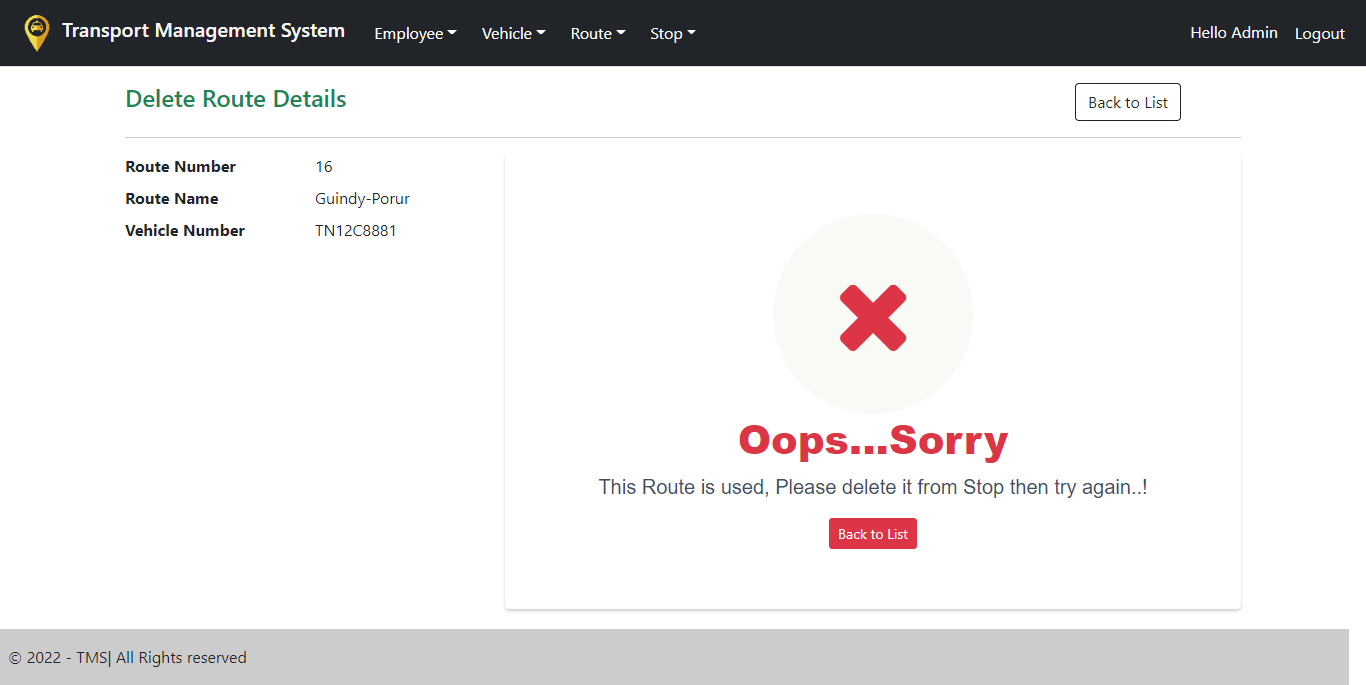 Transport Management System Employee Vehicle Route Stop Hello Admin Logout
Delete Route Details Back to List
Route Number 16
Route Name Guindy-Porur
Vehicle Number TN12C8881
Oops...Sorry
This Route is used, Please delete it from Stop then try again..!
Back to List
© 2022 - TMS| All Rights reserved